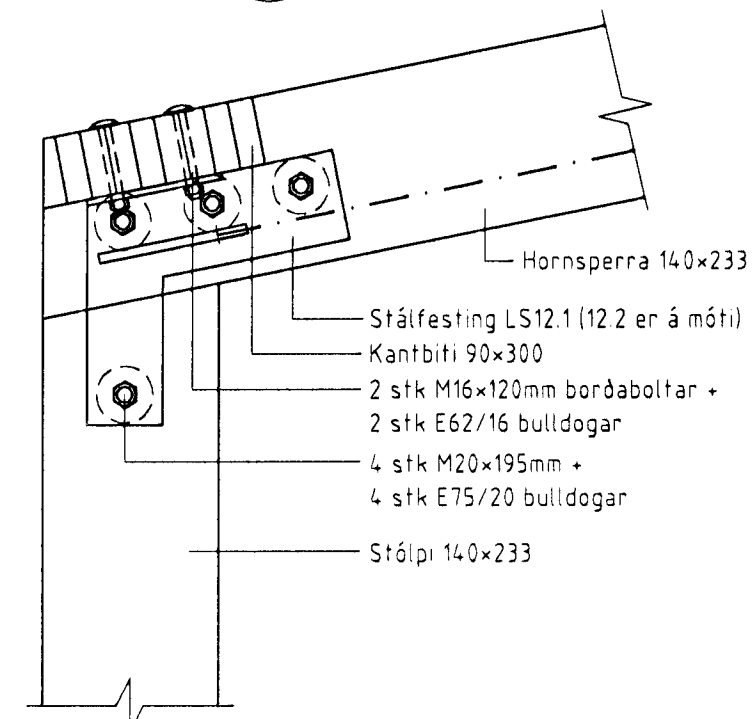 Hornsperra 140×233
Stálfesting LS12.1 (12.2 er á móti)
Kantbiti 90×300
2 stk M16×120mm borðaboltar +
2 stk E62/16 bulldogar
4 stk M20×195mm +
4 stk E75/20 bulldogar
Stólpi 140×233